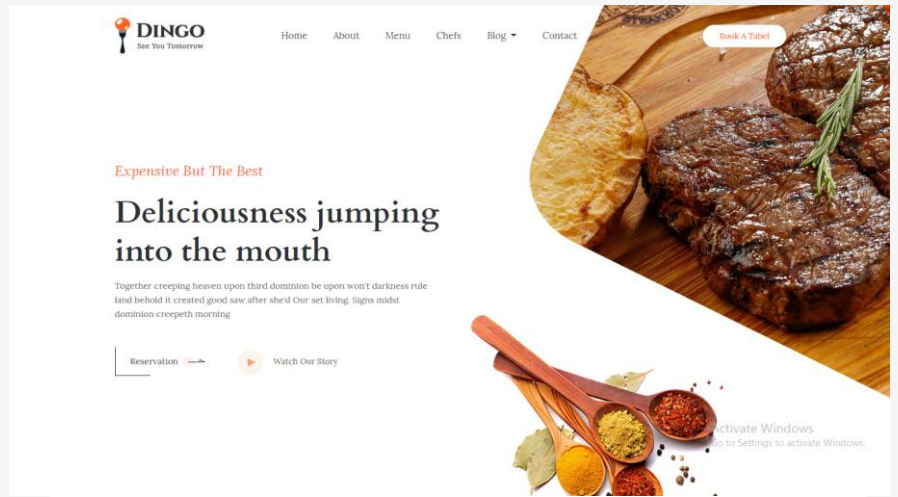 DINGO
See You Tomorrow
Home About Menu Chefs Blog Contact
Book A Tabel
Expensive But The Best
Deliciousness jumping
into the mouth
Together creeping heaven upon third dominion be upon won't darkness rule
land behold it created good saw after she'd Our set living. Signs midst
dominion creepeth morning
Reservation
Watch Our Story
Activate Windows
Go to Settings to activate Windows.